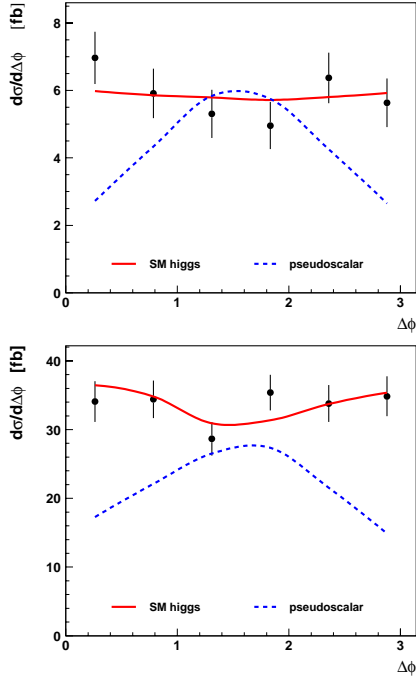 dσ/dΔϕ [fb]
8
6
4
2
0
SM higgs
pseudoscalar
0
1
2
3
Δϕ
dσ/dΔϕ [fb]
40
30
20
10
0
SM higgs
pseudoscalar
0
1
2
3
Δϕ